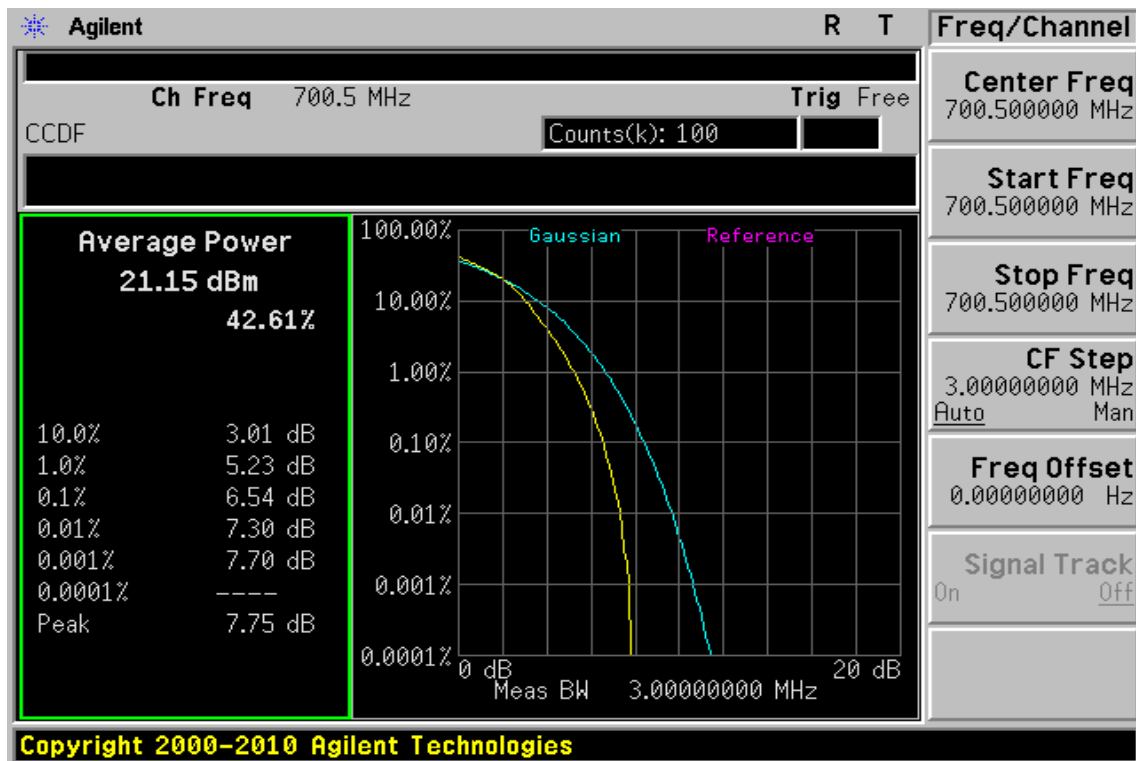 Agilent R T
Ch Freq 700.5 MHz Trig Free
CCDF Counts(k): 100
Average Power
21.15 dBm
42.61%
10.0% 3.01 dB
1.0% 5.23 dB
0.1% 6.54 dB
0.01% 7.30 dB
0.001% 7.70 dB
0.0001% ----
Peak 7.75 dB
Gaussian Reference
100.00%
10.00%
1.00%
0.10%
0.01%
0.001%
0.0001%
0 dB 20 dB
Meas BW 3.00000000 MHz
Freq/Channel
Center Freq
700.500000 MHz
Start Freq
700.500000 MHz
Stop Freq
700.500000 MHz
CF Step
3.00000000 MHz
Auto Man
Freq Offset
0.00000000 Hz
Signal Track
On Off
Copyright 2000-2010 Agilent Technologies